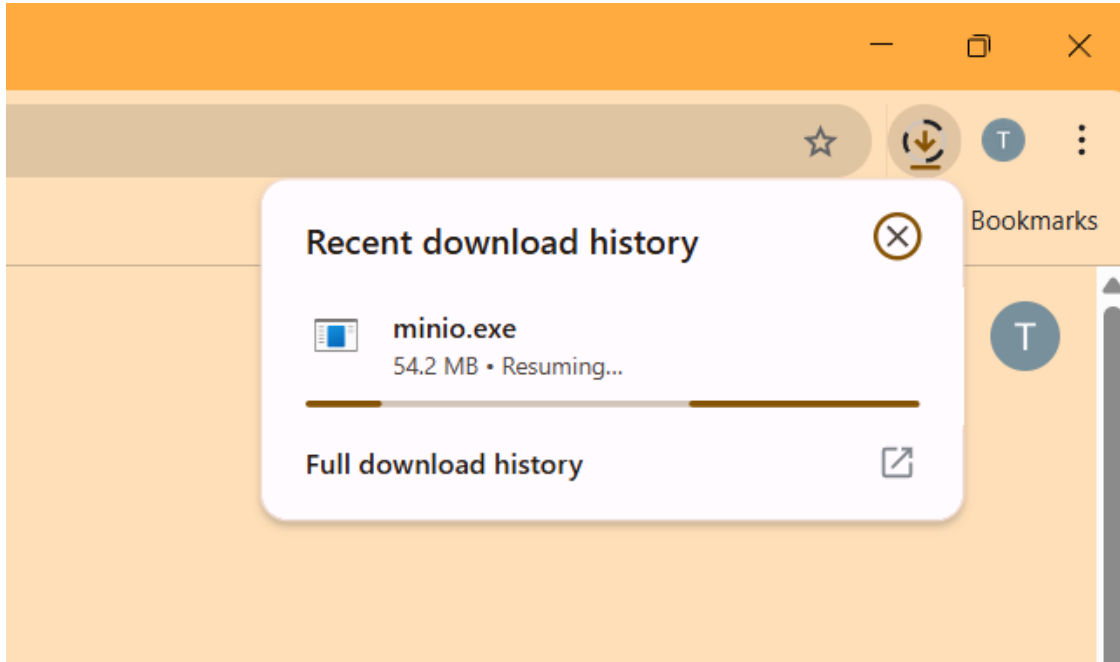 T
Bookmarks
Recent download history
T
minio.exe
54.2 MB • Resuming...
Full download history